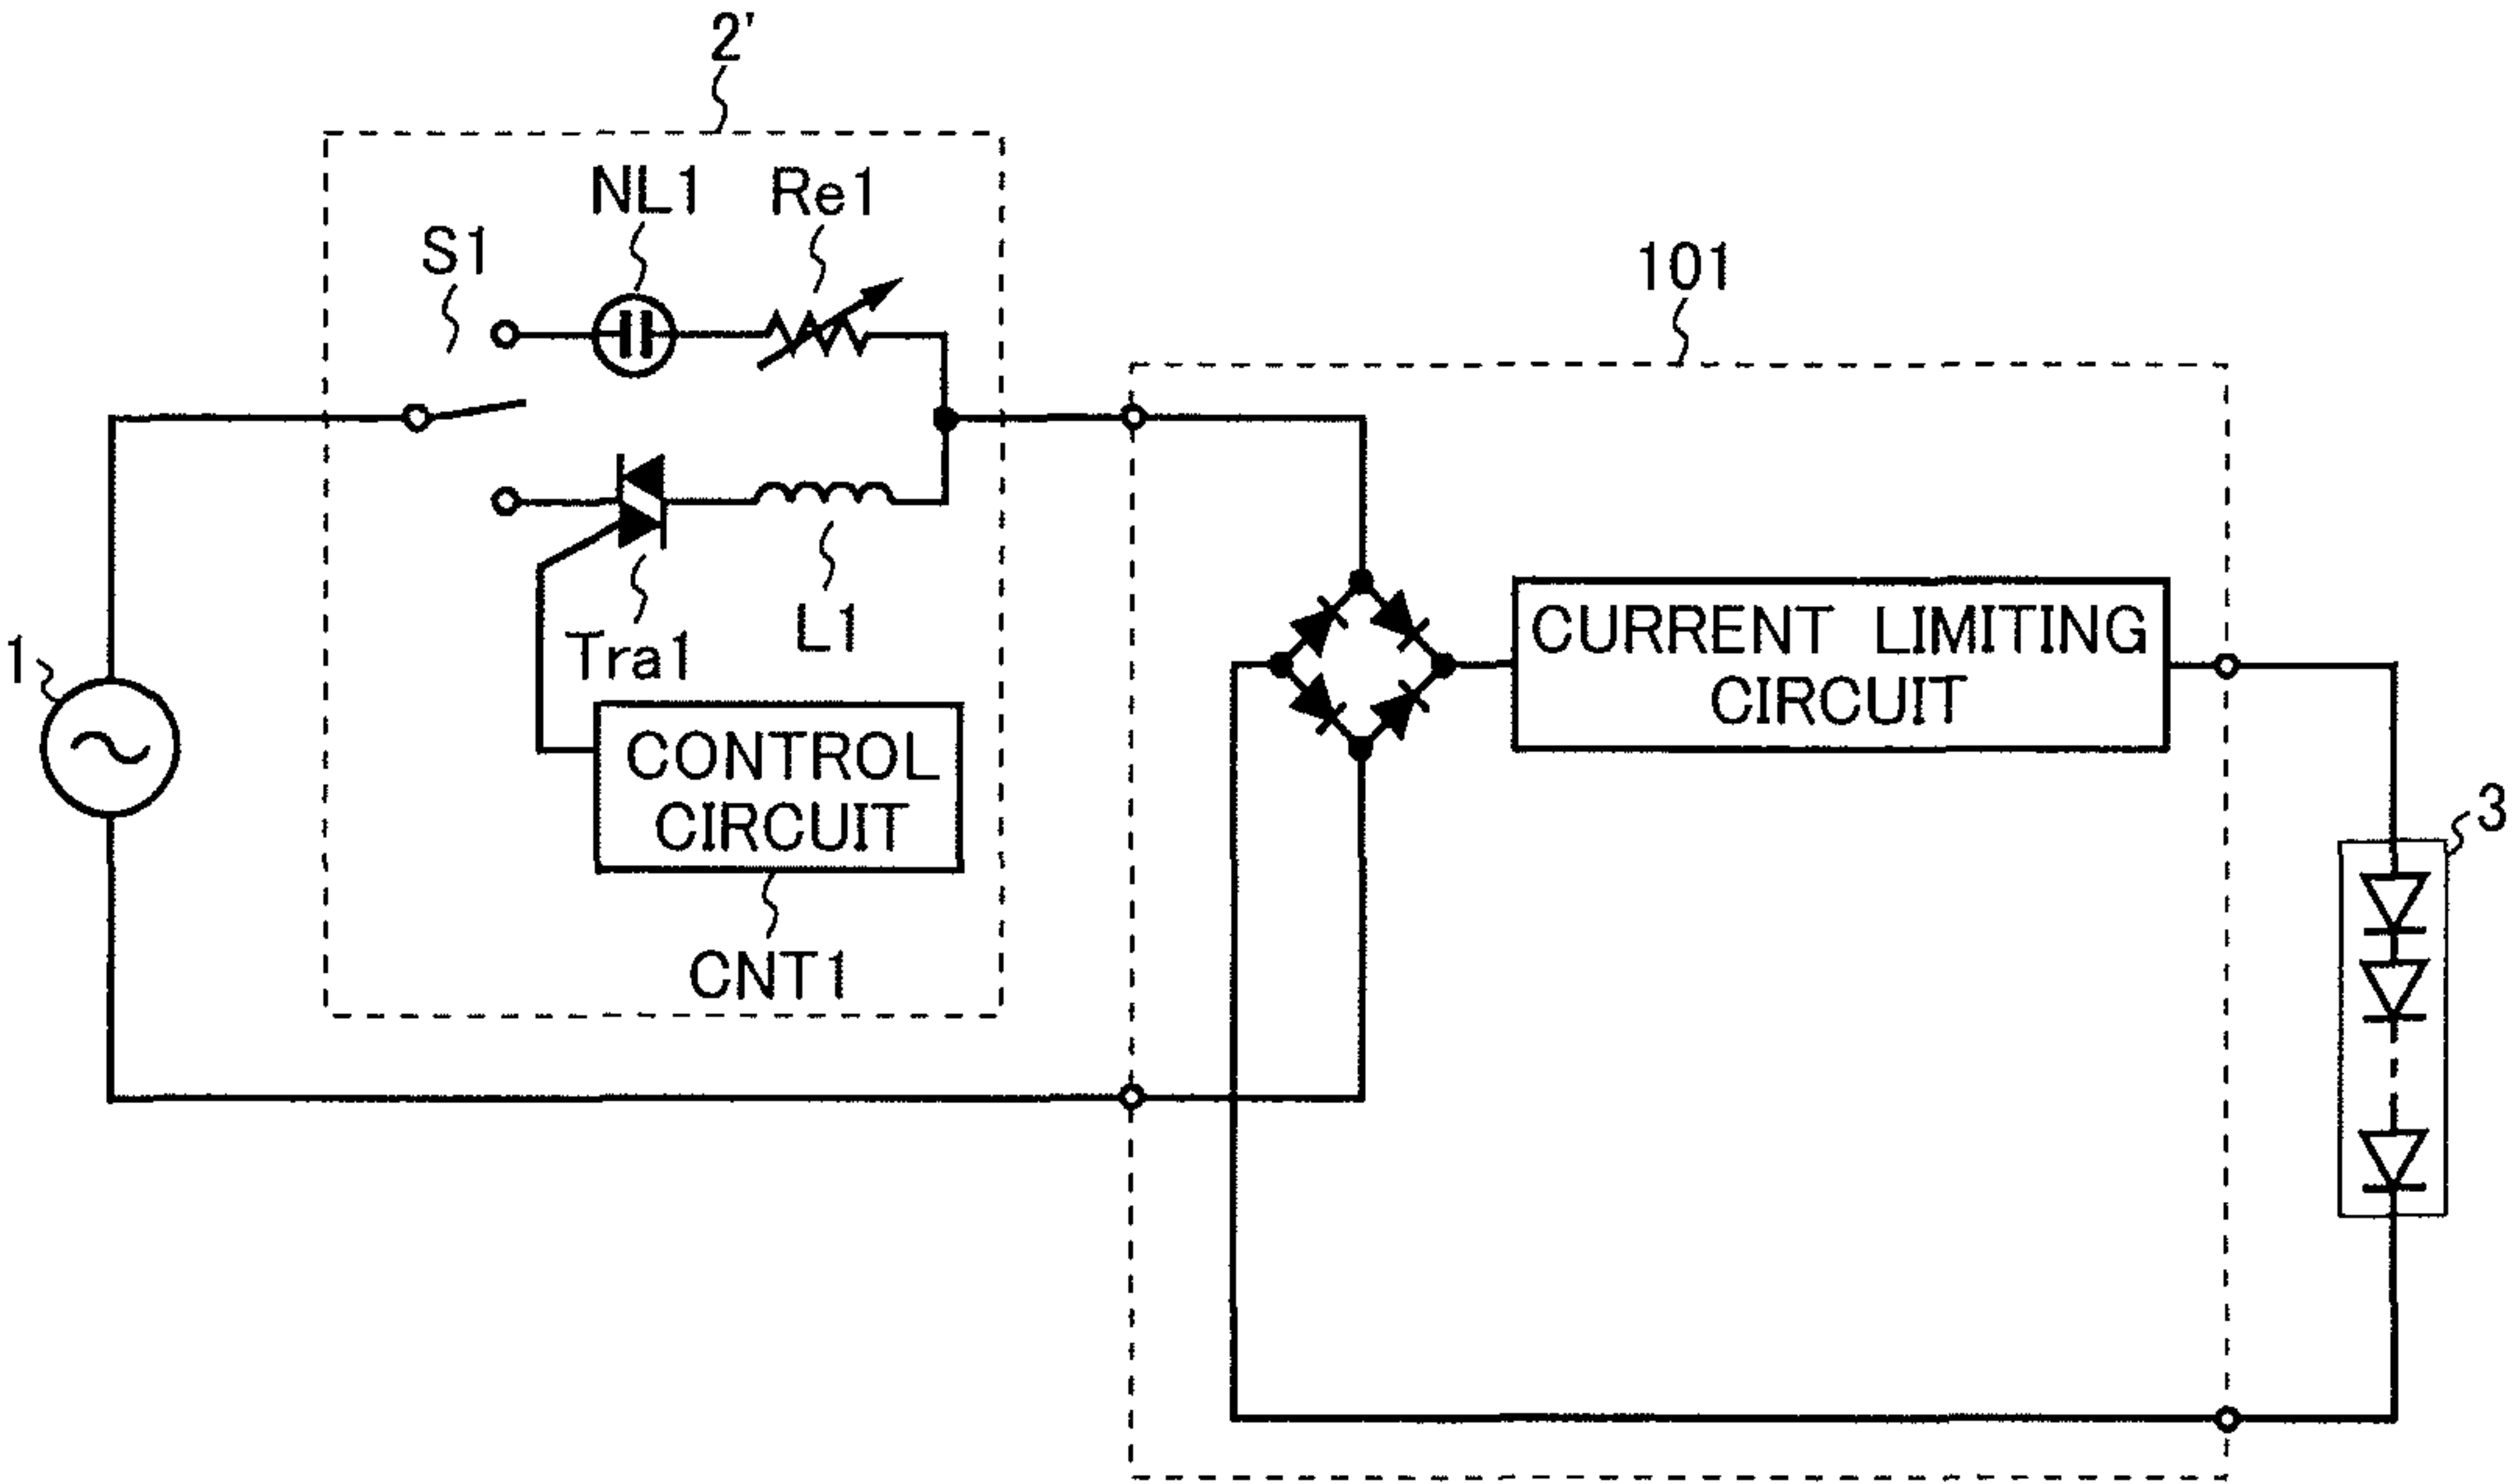 2'
NL1
Re1
S1
101
1
Tra1
L1
CURRENT LIMITING
CIRCUIT
CONTROL
CIRCUIT
3
CNT1